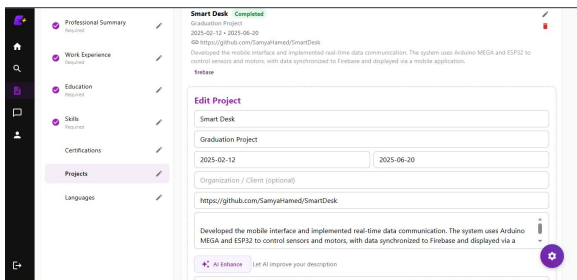 Professional Summary
Required
Work Experience
Required
Education
Required
Skills
Required
Certifications
Projects
Languages
Smart Desk Completed
Graduation Project
2025-02-12 • 2025-06-20
https://github.com/SamyaHamed/SmartDesk
Developed the mobile interface and implemented real-time data communication. The system uses Arduino MEGA and ESP32 to
control sensors and motors, with data synchronized to Firebase and displayed via a mobile application.
firebase
Edit Project
Smart Desk
Graduation Project
2025-02-12
2025-06-20
Organization / Client (optional)
https://github.com/SamyaHamed/SmartDesk
Developed the mobile interface and implemented real-time data communication. The system uses Arduino
MEGA and ESP32 to control sensors and motors, with data synchronized to Firebase and displayed via a
AI Enhance Let AI improve your description